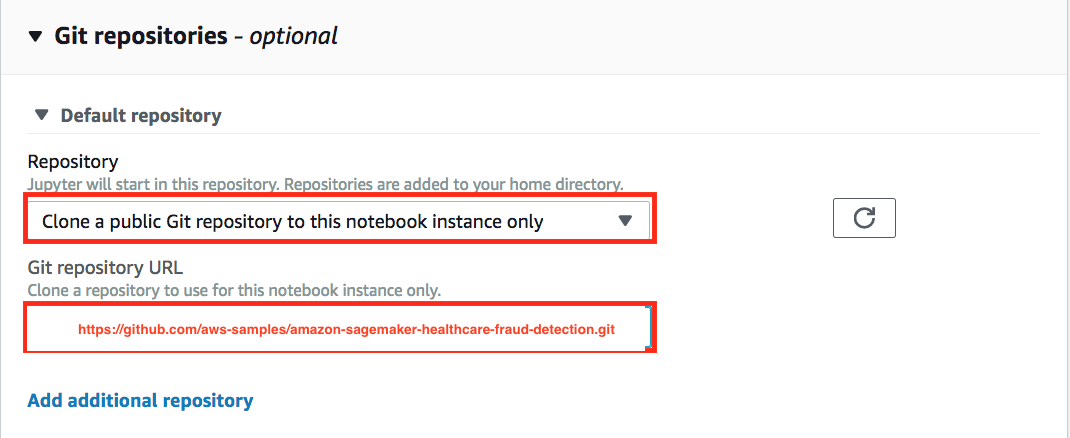 Git repositories - optional
Default repository
Repository
Jupyter will start in this repository. Repositories are added to your home directory.
Clone a public Git repository to this notebook instance only
Git repository URL
Clone a repository to use for this notebook instance only.
https://github.com/aws-samples/amazon-sagemaker-healthcare-fraud-detection.git
Add additional repository